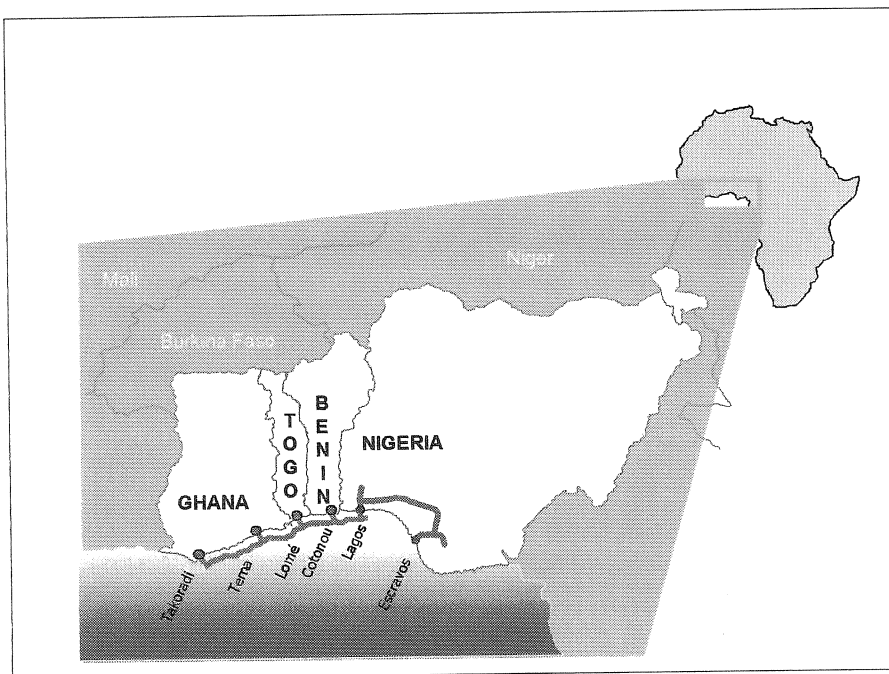 Mali
Niger
Burkina Faso
GHANA
TOGO
BENIN
NIGERIA
Takoradi
Tema
Lomé
Cotonou
Lagos
Escravos